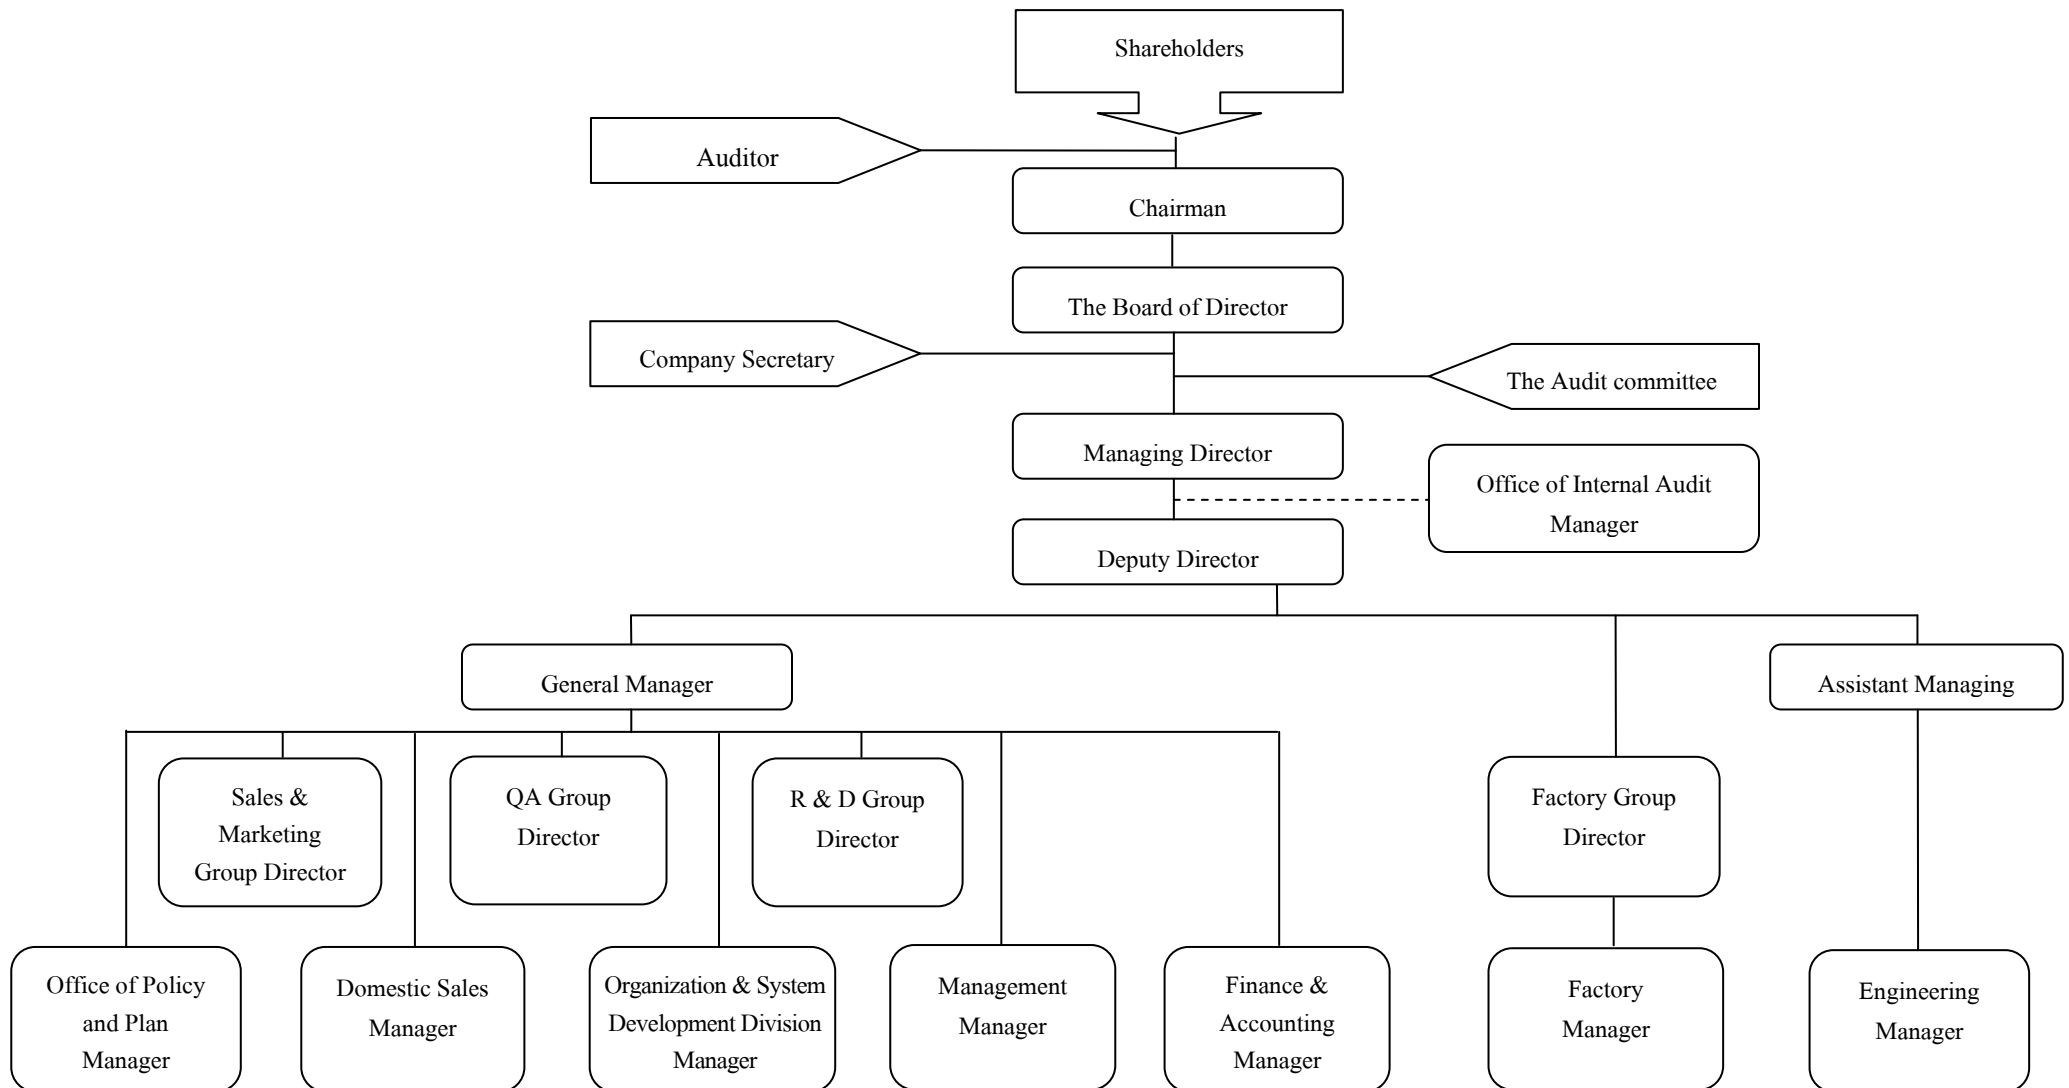 Shareholders
Auditor
Chairman
The Board of Director
Company Secretary
The Audit committee
Managing Director
Office of Internal Audit
Manager
Deputy Director
General Manager
Assistant Managing
Sales &
Marketing
Group Director
QA Group
Director
R & D Group
Director
Factory Group
Director
Office of Policy
and Plan
Manager
Domestic Sales
Manager
Organization & System
Development Division
Manager
Management
Manager
Finance &
Accounting
Manager
Factory
Manager
Engineering
Manager